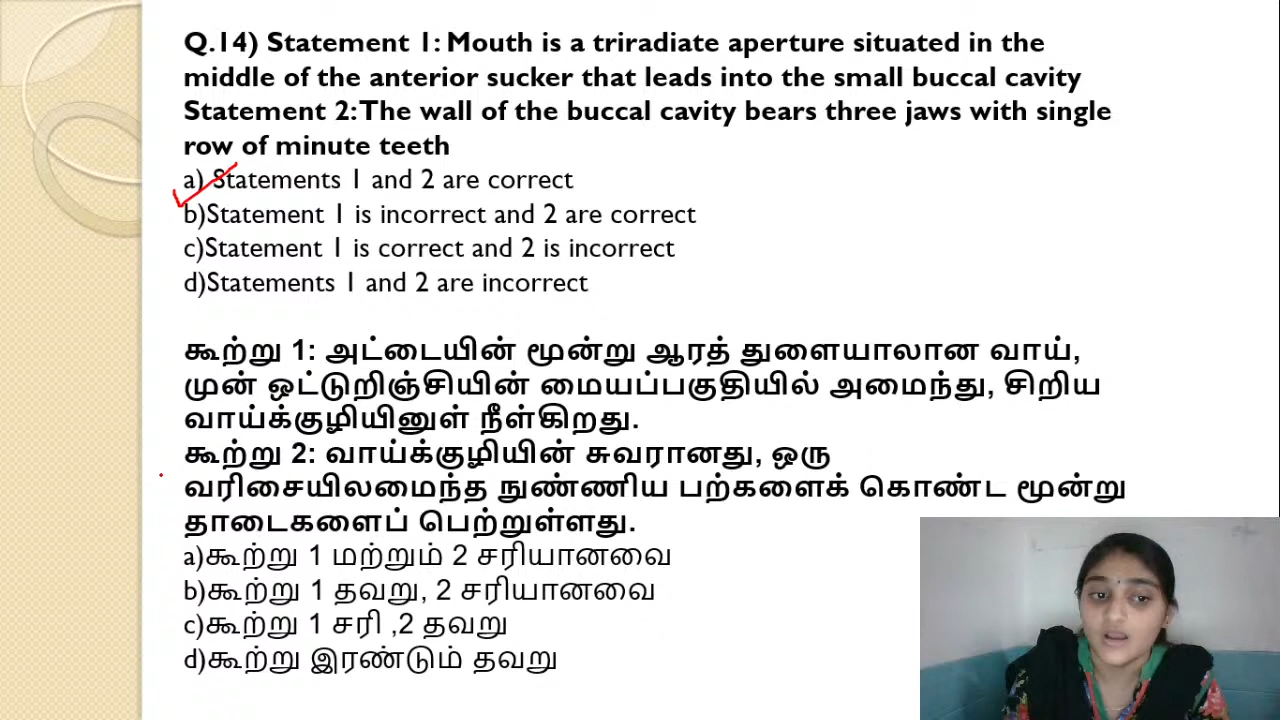 Q.14) Statement 1: Mouth is a triradiate aperture situated in the
middle of the anterior sucker that leads into the small buccal cavity
Statement 2:The wall of the buccal cavity bears three jaws with single
row of minute teeth
a) Statements 1 and 2 are correct
b)Statement 1 is incorrect and 2 are correct
c)Statement 1 is correct and 2 is incorrect
d)Statements 1 and 2 are incorrect
கூற்று 1: அட்டையின் மூன்று ஆரத் துளையாலான வாய்,
முன் ஒட்டுறிஞ்சியின் மையப்பகுதியில் அமைந்து, சிறிய
வாய்க்குழியினுள் நீள்கிறது.
கூற்று 2: வாய்க்குழியின் சுவரானது, ஒரு
வரிசையிலமைந்த நுண்ணிய பற்களைக் கொண்ட மூன்று
தாடைகளைப் பெற்றுள்ளது.
a)கூற்று 1 மற்றும் 2 சரியானவை
b)கூற்று 1 தவறு, 2 சரியானவை
c)கூற்று 1 சரி ,2 தவறு
d)கூற்று இரண்டும் தவறு